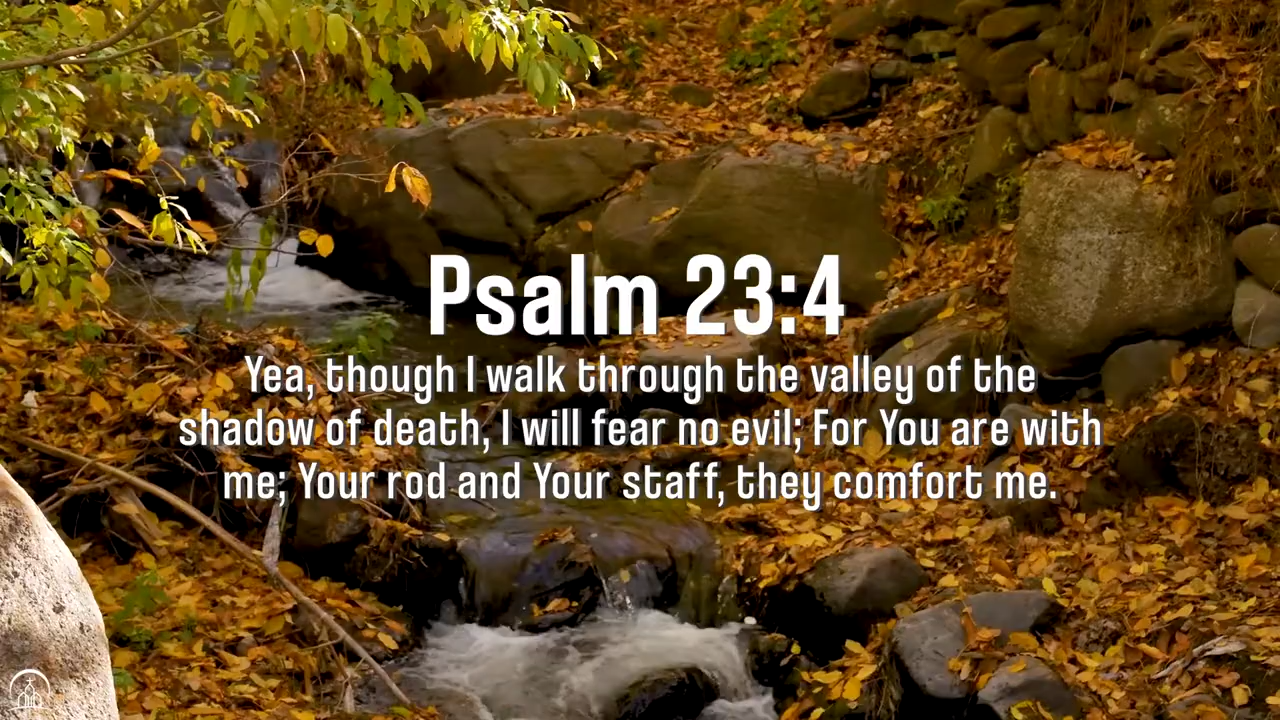 Psalm 23:4
Yea, though I walk through the valley of the
shadow of death, I will fear no evil; For You are with
me; Your rod and Your staff, they comfort me.